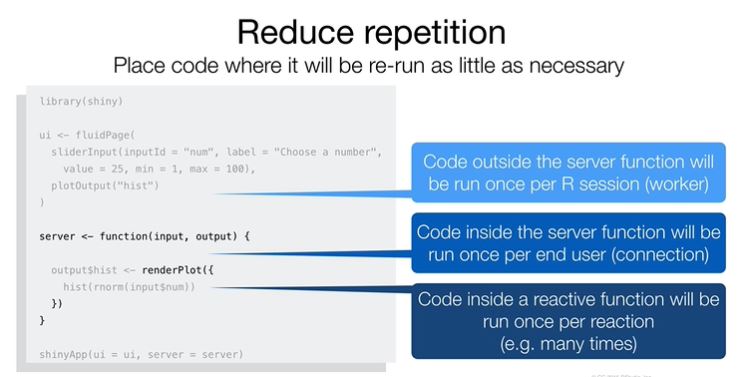 Reduce repetition
Place code where it will be re-run as little as necessary
library(shiny)
ui <- fluidPage(
sliderInput(inputId = "num", label = "Choose a number",
value = 25, min = 1, max = 100),
plotOutput("hist")
)
server <- function(input, output) {
output$hist <- renderPlot({
hist(rnorm(input$num))
})
}
shinyApp(ui = ui, server = server)
Code outside the server function will
be run once per R session (worker)
Code inside the server function will be
run once per end user (connection)
Code inside a reactive function will be
run once per reaction
(e.g. many times)